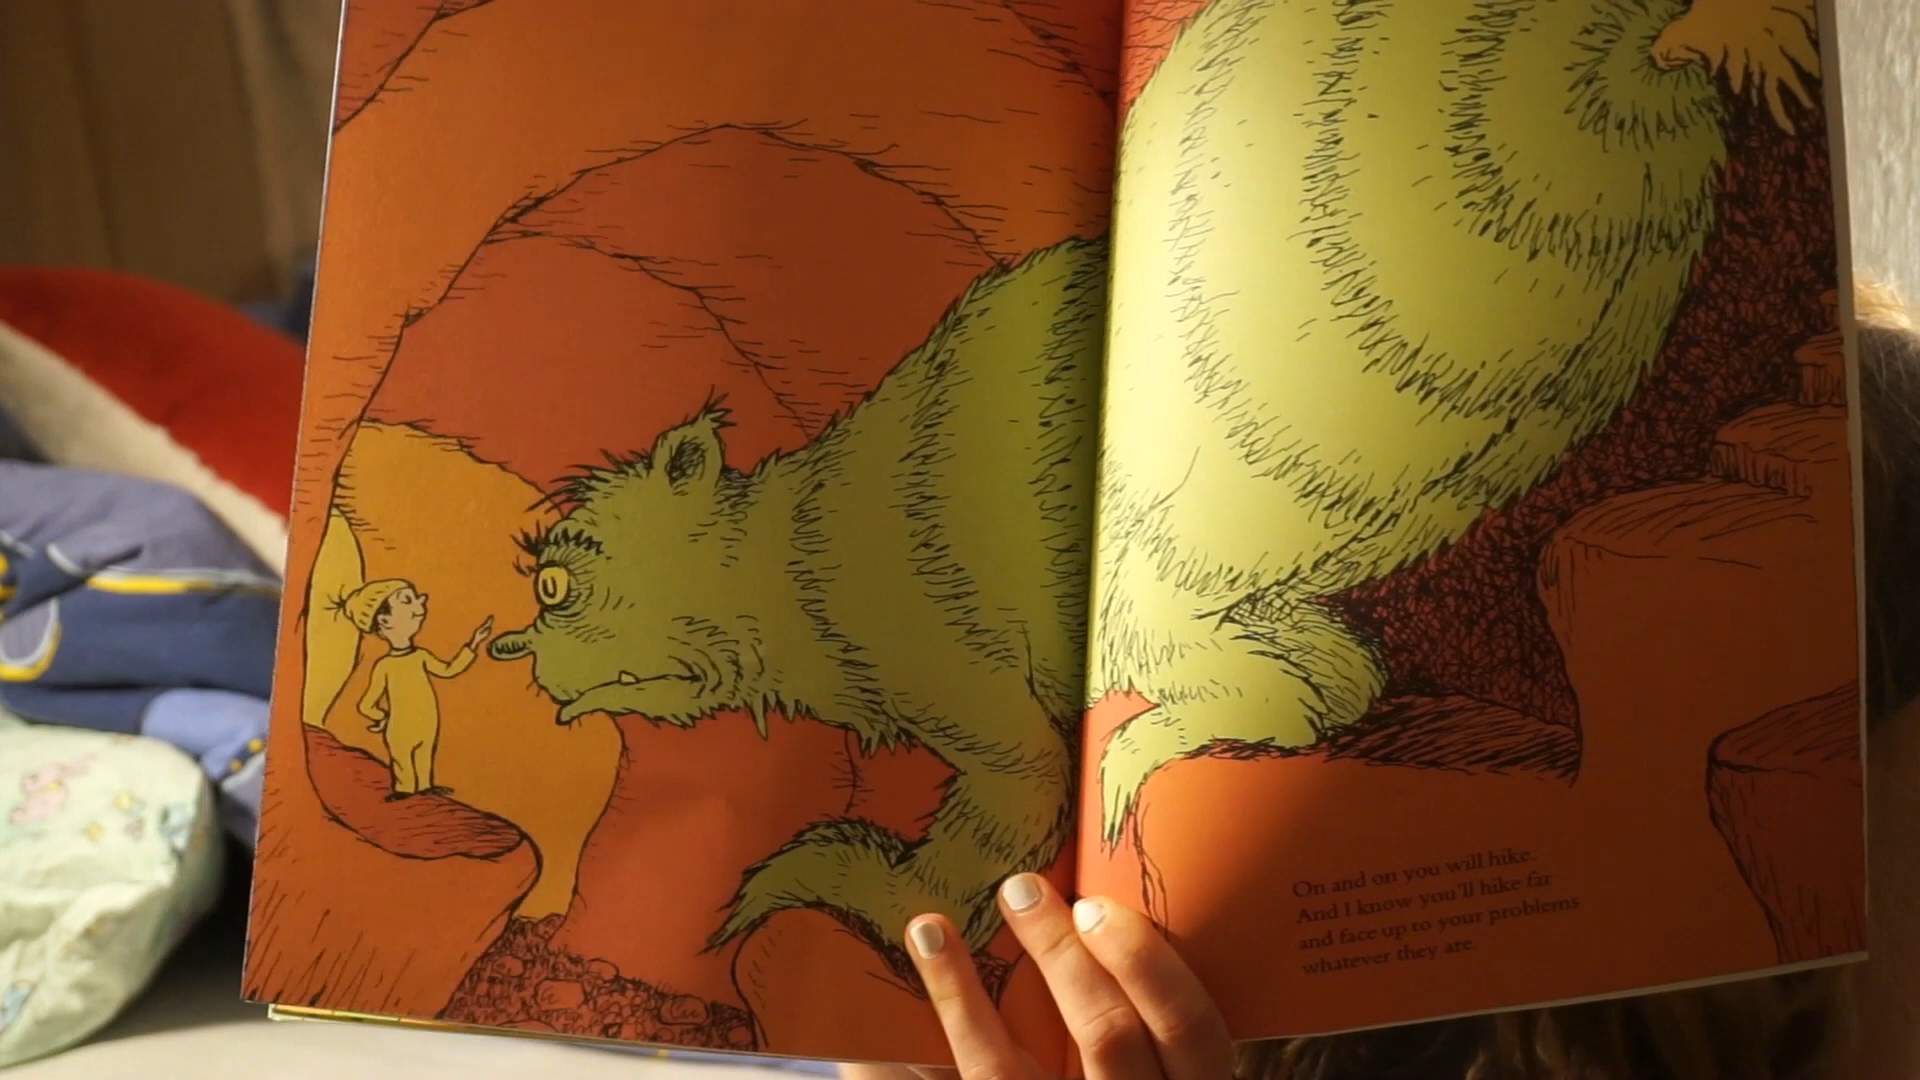 On and on you will hike.
And I know you'll hike far
and face up to your problems
whatever they are.